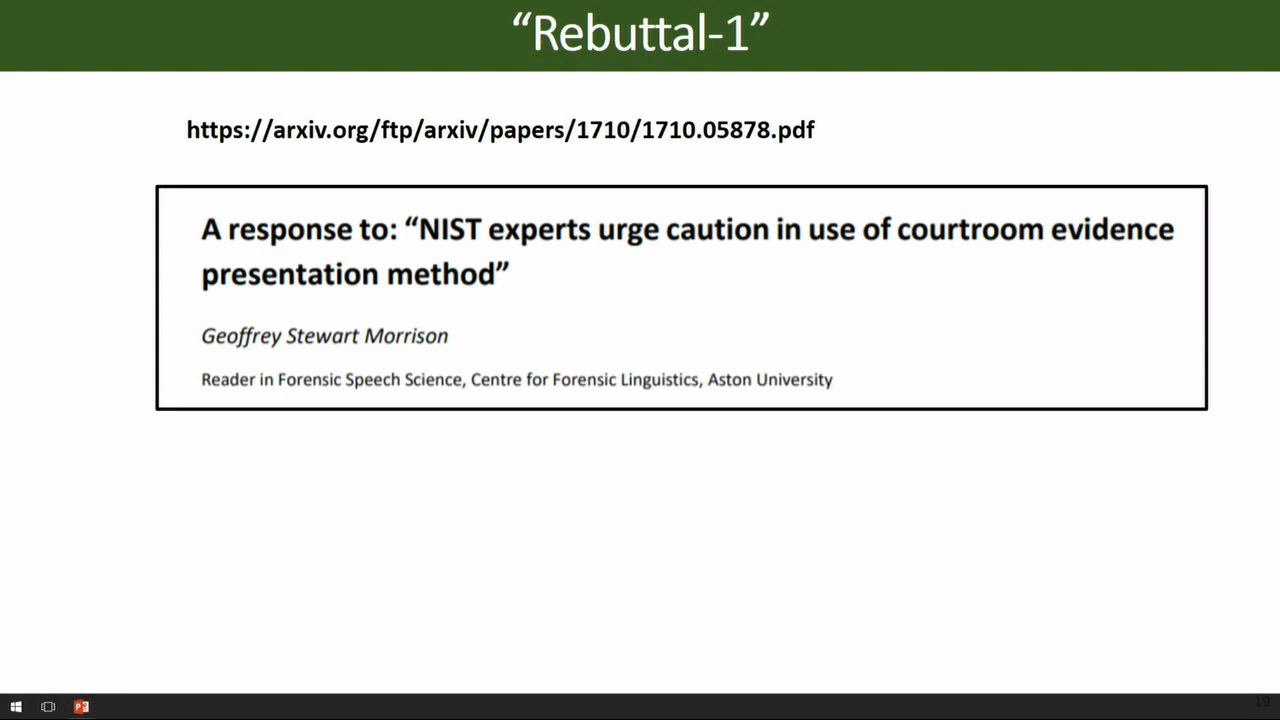 “Rebuttal-1”
https://arxiv.org/ftp/arxiv/papers/1710/1710.05878.pdf
A response to: “NIST experts urge caution in use of courtroom evidence
presentation method”
Geoffrey Stewart Morrison
Reader in Forensic Speech Science, Centre for Forensic Linguistics, Aston University
19